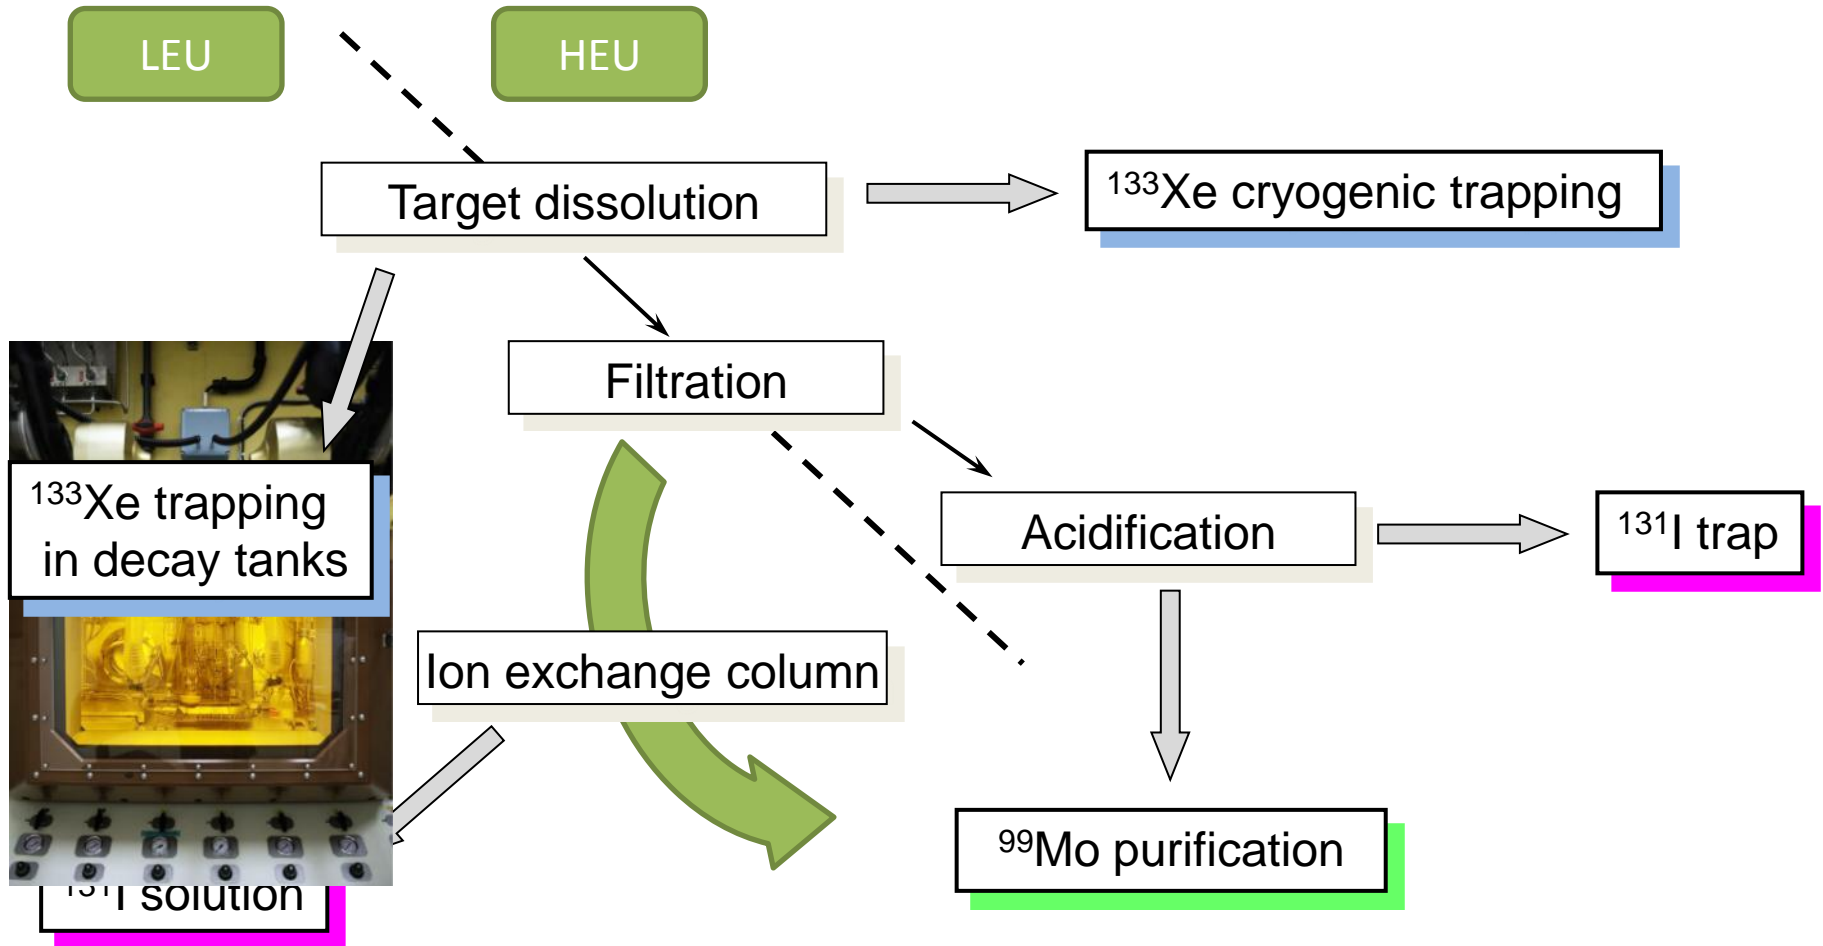 LEU
HEU
Target dissolution
¹³³Xe cryogenic trapping
Filtration
¹³³Xe trapping
in decay tanks
Acidification
¹³¹I trap
Ion exchange column
⁹⁹Mo purification
¹³¹I solution